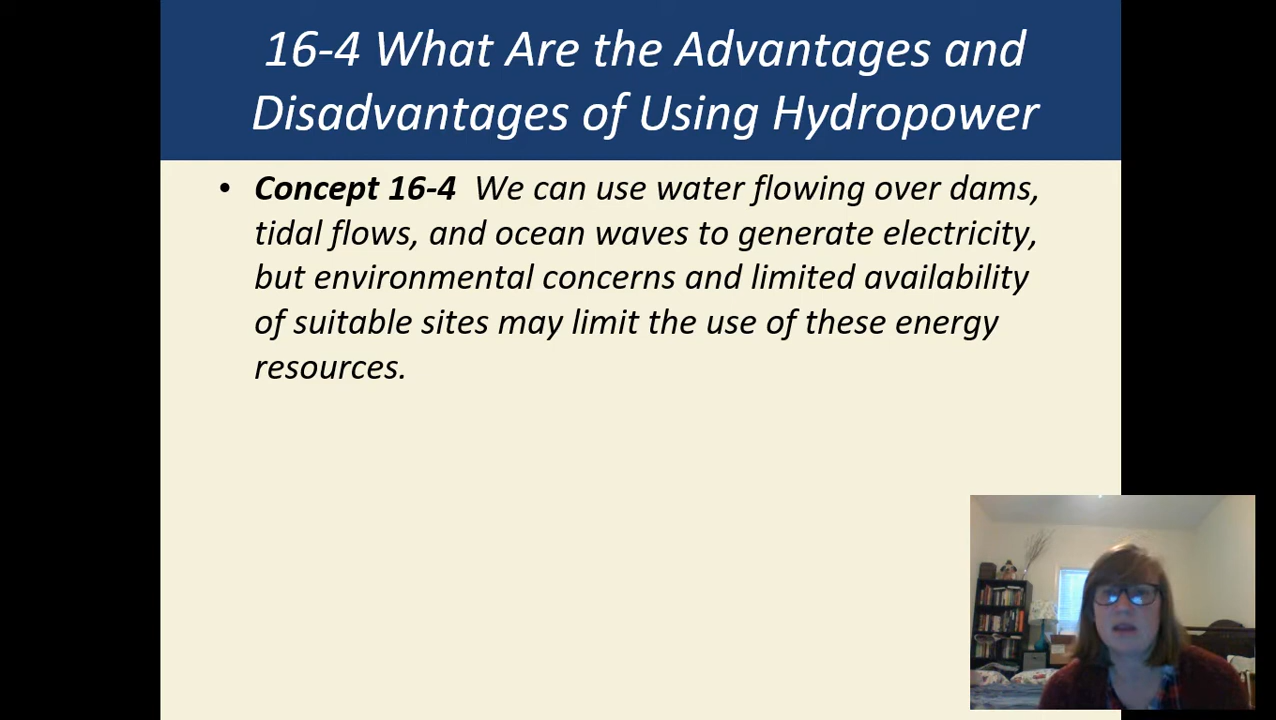 16-4 What Are the Advantages and
Disadvantages of Using Hydropower
• Concept 16-4 We can use water flowing over dams,
tidal flows, and ocean waves to generate electricity,
but environmental concerns and limited availability
of suitable sites may limit the use of these energy
resources.